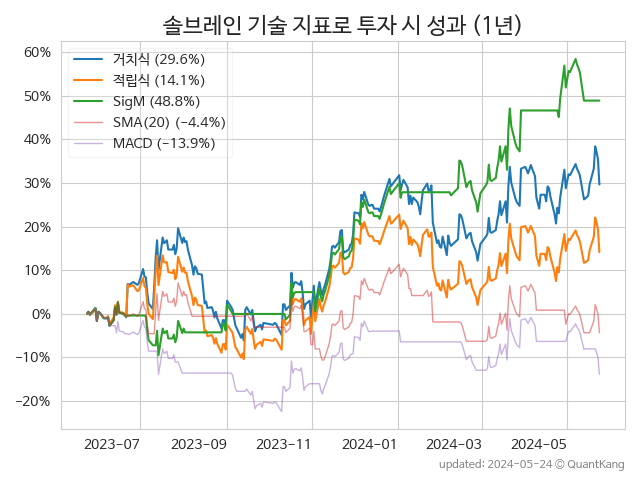 솔브레인 기술 지표로 투자 시 성과 (1년)
60%
50%
40%
30%
20%
10%
0%
−10%
−20%
거치식 (29.6%)
적립식 (14.1%)
SigM (48.8%)
SMA(20) (−4.4%)
MACD (−13.9%)
2023-07
2023-09
2023-11
2024-01
2024-03
2024-05
updated: 2024-05-24 © QuantKang